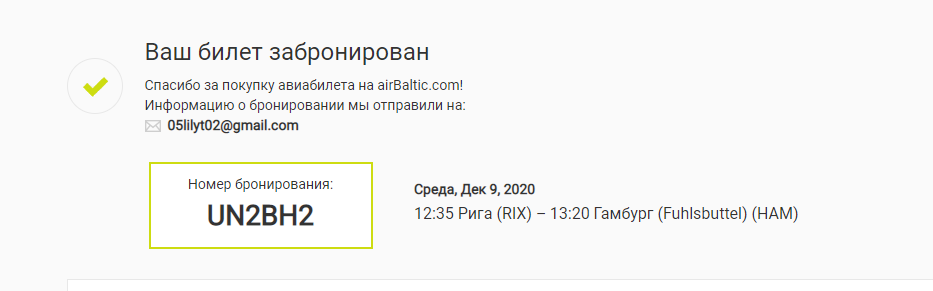 Ваш билет забронирован
Спасибо за покупку авиабилета на airBaltic.com!
Информацию о бронировании мы отправили на:
05lilyt02@gmail.com
Номер бронирования:
UN2BH2
Среда, Дек 9, 2020
12:35 Рига (RIX) – 13:20 Гамбург (Fuhlsbuttel) (HAM)